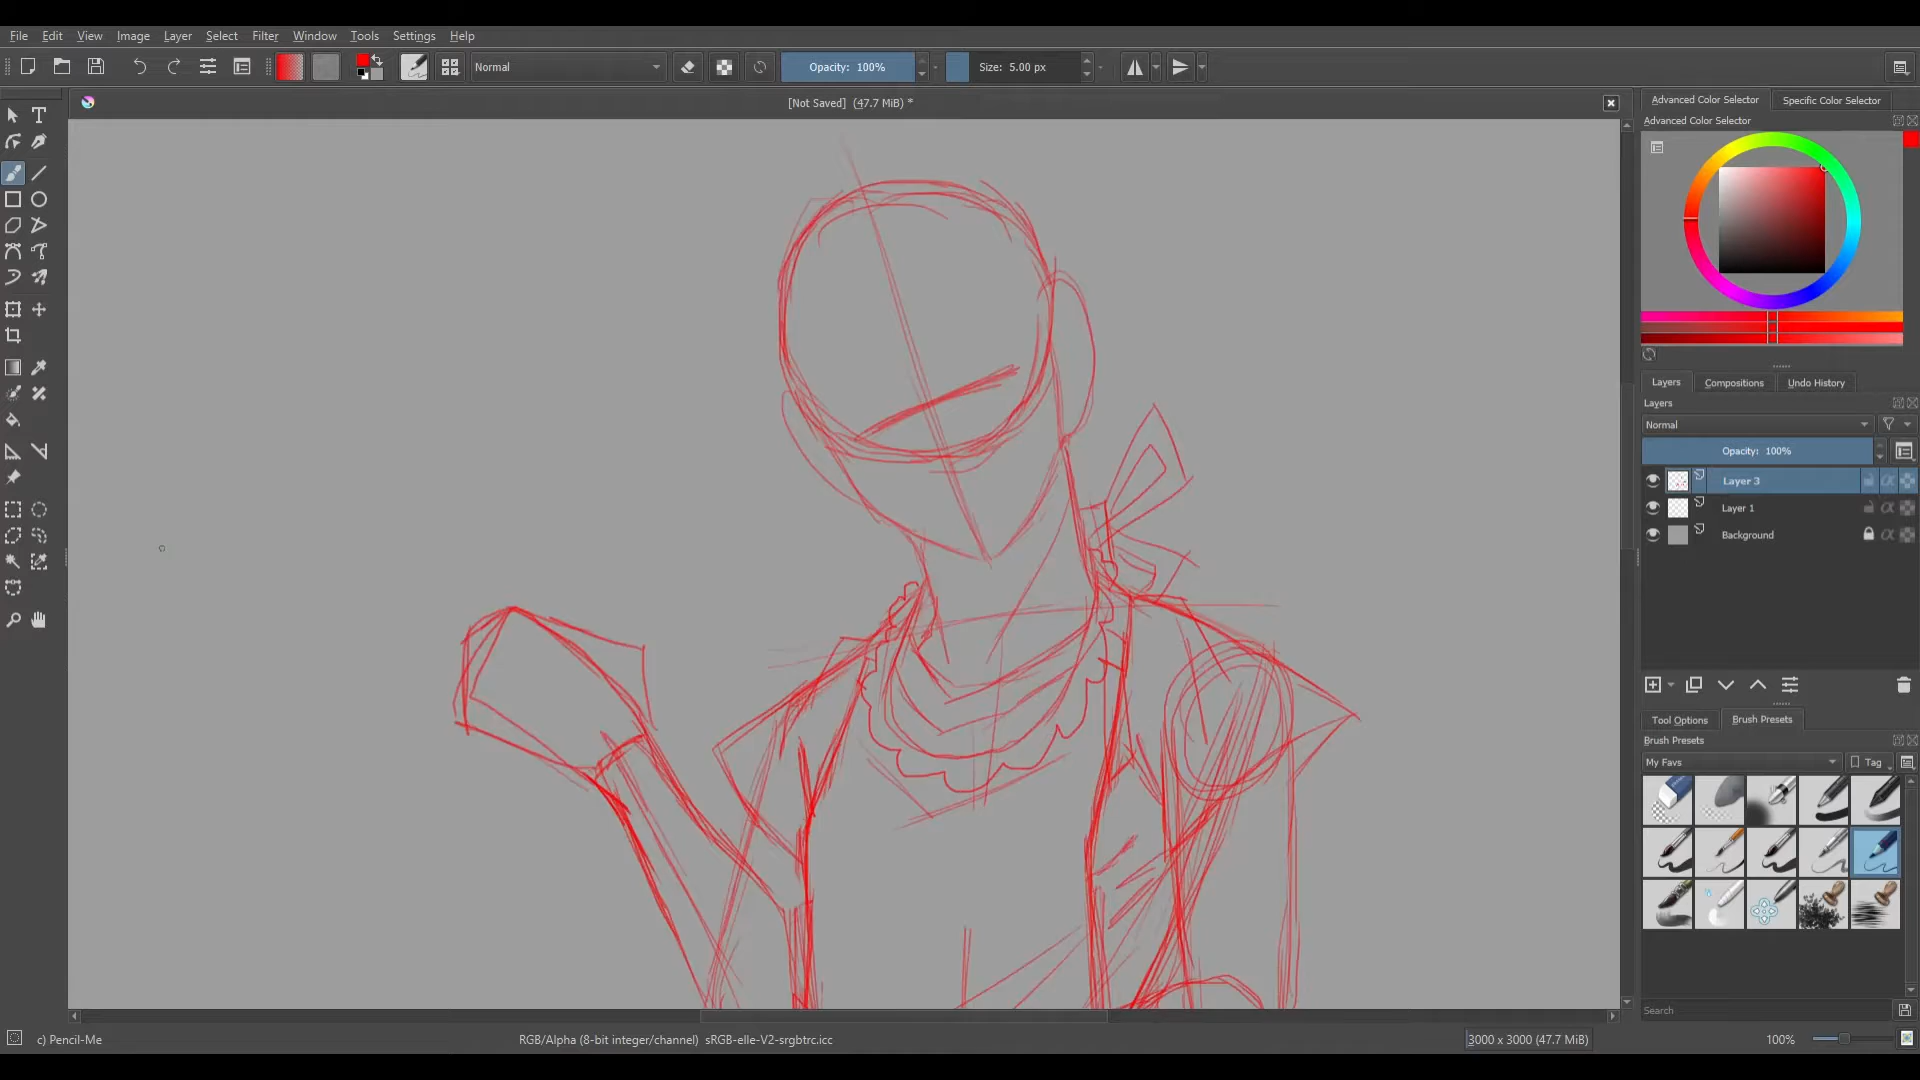 File Edit View Image Layer Select Filter Tools Settings Window Help
Normal Opacity: 100% Size: 5.00 px
[Not Saved] (47.7 MiB) *
Advanced Color Selector Specific Color Selector
Advanced Color Selector
Layers Compositions Undo History
Layers
Normal
Opacity: 100%
Layer 3
Layer 1
Background
Tool Options Brush Presets
Brush Presets
My Favs Tag
Search
c) Pencil-Me RGB/Alpha (8-bit integer/channel) sRGB-elle-V2-srgbtrc.icc 3000 x 3000 (47.7 MiB) 100%